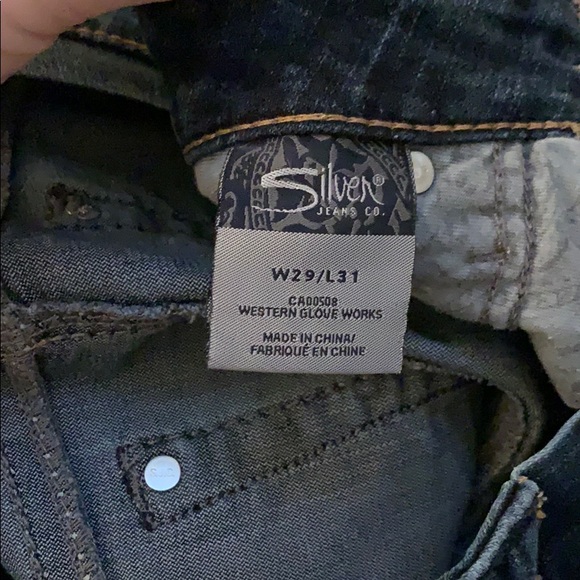 Silver®
JEANS CO.
W29/L31
CA00508
WESTERN GLOVE WORKS
MADE IN CHINA/
FABRIQUÉ EN CHINE